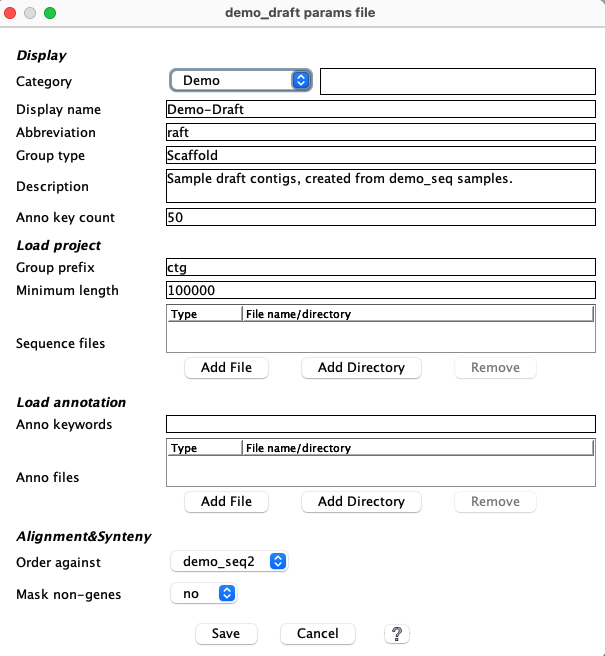 demo_draft params file
Display
Category Demo
Display name Demo-Draft
Abbreviation raft
Group type Scaffold
Description Sample draft contigs, created from demo_seq samples.
Anno key count 50
Load project
Group prefix ctg
Minimum length 100000
Type File name/directory
Sequence files
Add File Add Directory Remove
Load annotation
Anno keywords
Type File name/directory
Anno files
Add File Add Directory Remove
Alignment&Synteny
Order against demo_seq2
Mask non-genes no
Save Cancel ?